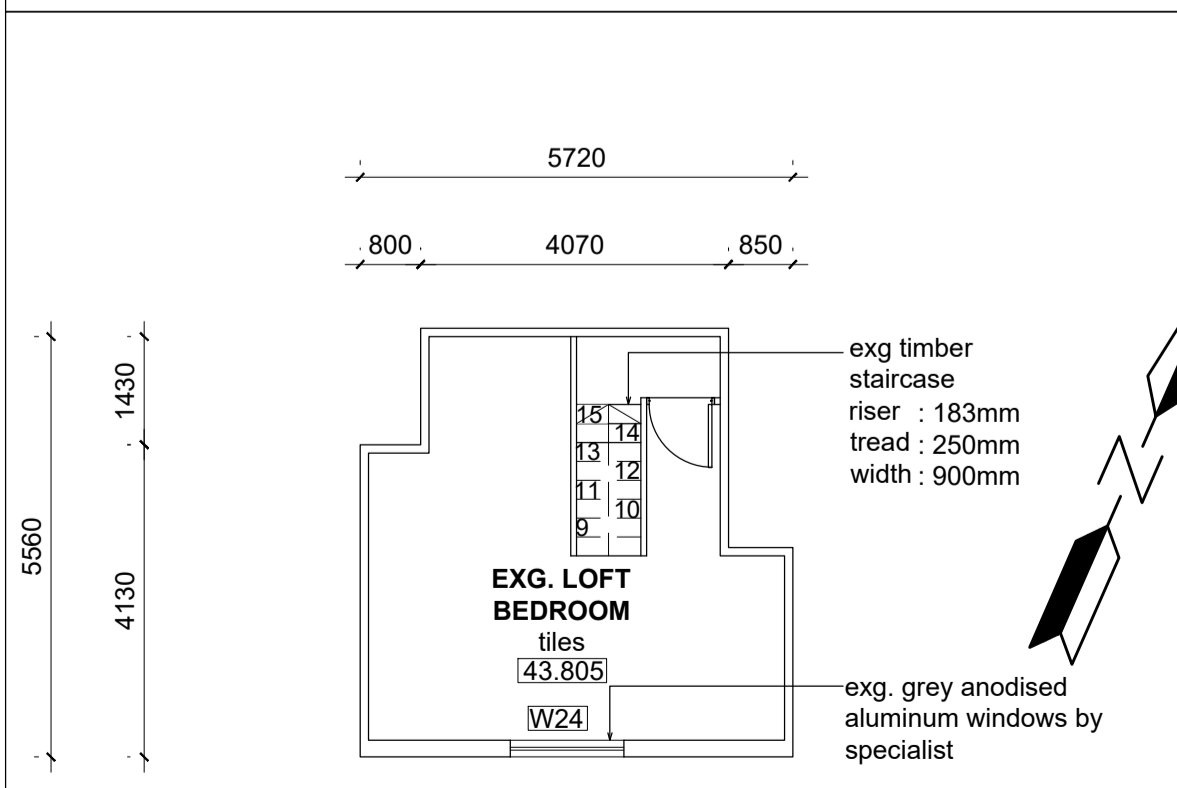 5720
800
4070
850
1430
4130
5560
exg timber
staircase
riser : 183mm
tread : 250mm
width : 900mm
15
14
13
12
11
10
9
EXG. LOFT
BEDROOM
tiles
43.805
W24
exg. grey anodised
aluminum windows by
specialist
N